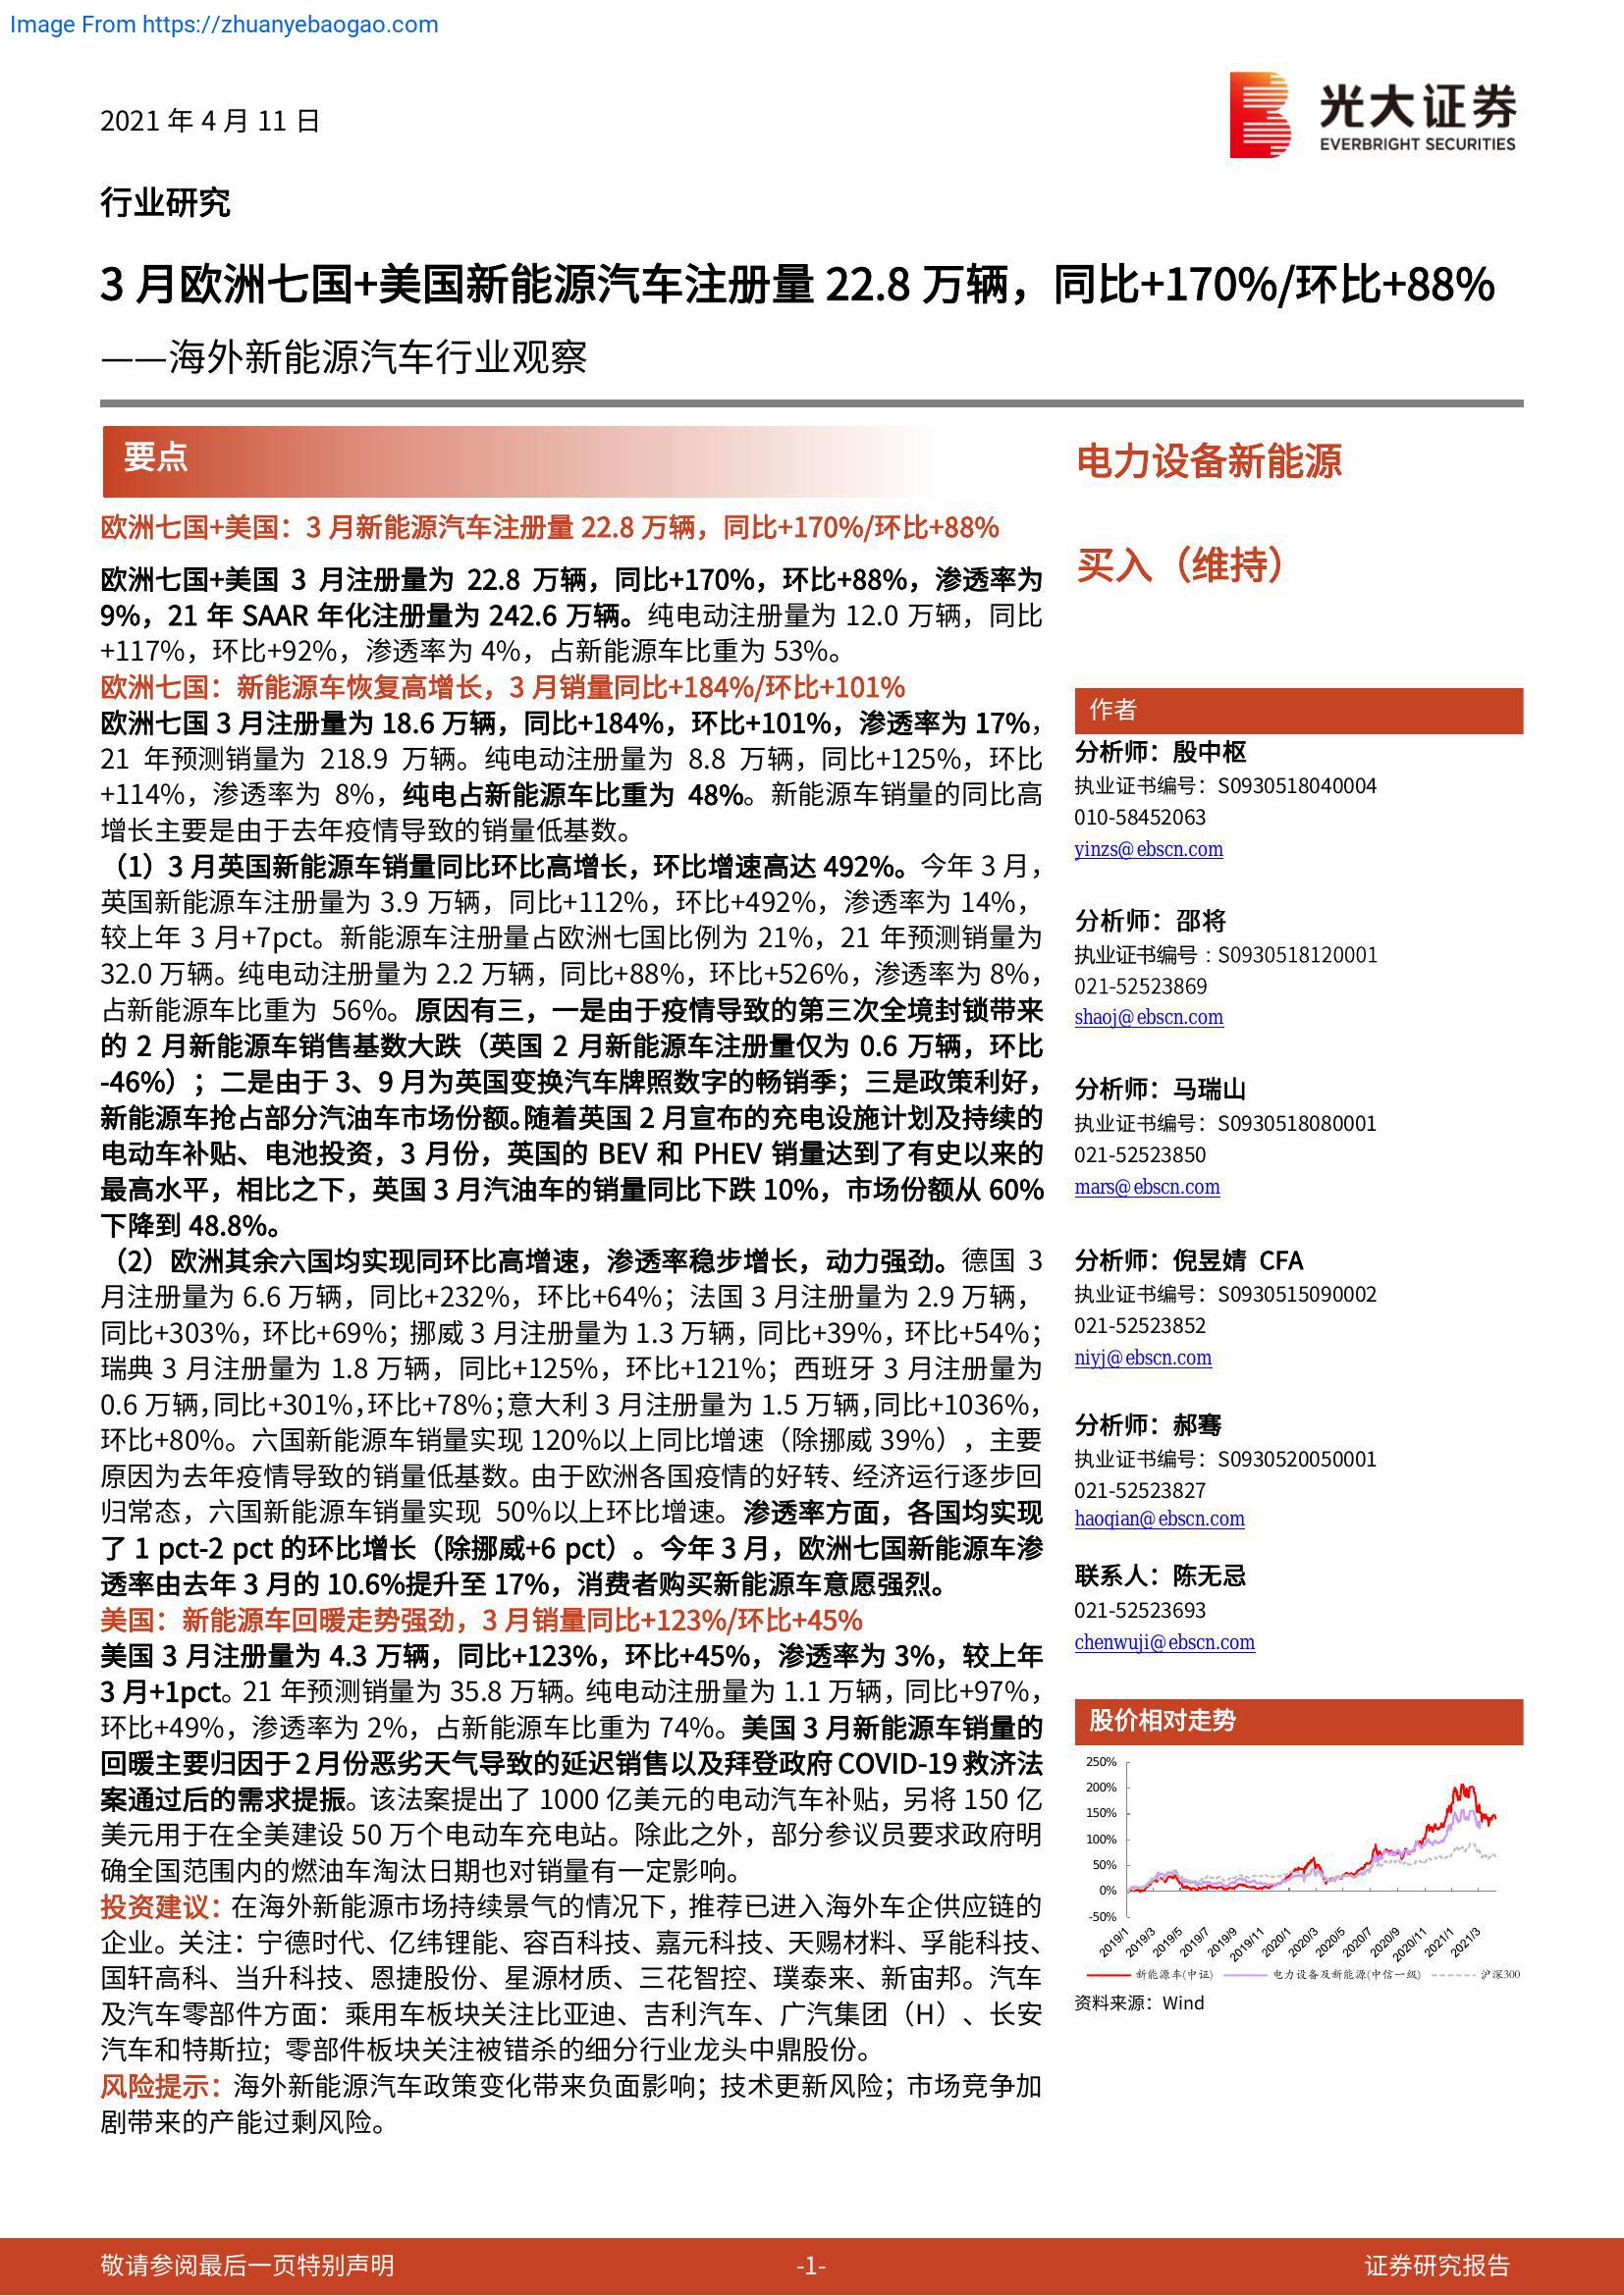 Image From https://zhuanyebaogao.com
2021 年 4 月 11 日
光大证券
EVERBRIGHT SECURITIES
行业研究
3 月欧洲七国+美国新能源汽车注册量 22.8 万辆，同比+170%/环比+88%
——海外新能源汽车行业观察
要点
欧洲七国+美国：3 月新能源汽车注册量 22.8 万辆，同比+170%/环比+88%
欧洲七国+美国 3 月注册量为 22.8 万辆，同比+170%，环比+88%，渗透率为
9%，21 年 SAAR 年化注册量为 242.6 万辆。纯电动注册量为 12.0 万辆，同比
+117%，环比+92%，渗透率为 4%，占新能源车比重为 53%。
欧洲七国：新能源车恢复高增长，3 月销量同比+184%/环比+101%
欧洲七国 3 月注册量为 18.6 万辆，同比+184%，环比+101%，渗透率为 17%，
21 年预测销量为 218.9 万辆。纯电动注册量为 8.8 万辆，同比+125%，环比
+114%，渗透率为 8%，纯电占新能源车比重为 48%。新能源车销量的同比高
增长主要是由于去年疫情导致的销量低基数。
（1）3 月英国新能源车销量同比环比高增长，环比增速高达 492%。今年 3 月，
英国新能源车注册量为 3.9 万辆，同比+112%，环比+492%，渗透率为 14%，
较上年 3 月+7pct。新能源车注册量占欧洲七国比例为 21%，21 年预测销量为
32.0 万辆。纯电动注册量为 2.2 万辆，同比+88%，环比+526%，渗透率为 8%，
占新能源车比重为 56%。原因有三，一是由于疫情导致的第三次全境封锁带来
的 2 月新能源车销售基数大跌（英国 2 月新能源车注册量仅为 0.6 万辆，环比
-46%）；二是由于 3、9 月为英国变换汽车牌照数字的畅销季；三是政策利好，
新能源车抢占部分汽油车市场份额。随着英国 2 月宣布的充电设施计划及持续的
电动车补贴、电池投资，3 月份，英国的 BEV 和 PHEV 销量达到了有史以来的
最高水平，相比之下，英国 3 月汽油车的销量同比下跌 10%，市场份额从 60%
下降到 48.8%。
（2）欧洲其余六国均实现同环比高增速，渗透率稳步增长，动力强劲。德国 3
月注册量为 6.6 万辆，同比+232%，环比+64%；法国 3 月注册量为 2.9 万辆，
同比+303%，环比+69%；挪威 3 月注册量为 1.3 万辆，同比+39%，环比+54%；
瑞典 3 月注册量为 1.8 万辆，同比+125%，环比+121%；西班牙 3 月注册量为
0.6 万辆，同比+301%，环比+78%；意大利 3 月注册量为 1.5 万辆，同比+1036%，
环比+80%。六国新能源车销量实现 120%以上同比增速（除挪威 39%），主要
原因为去年疫情导致的销量低基数。由于欧洲各国疫情的好转、经济运行逐步回
归常态，六国新能源车销量实现 50%以上环比增速。渗透率方面，各国均实现
了 1 pct-2 pct 的环比增长（除挪威+6 pct）。今年 3 月，欧洲七国新能源车渗
透率由去年 3 月的 10.6%提升至 17%，消费者购买新能源车意愿强烈。
美国：新能源车回暖走势强劲，3 月销量同比+123%/环比+45%
美国 3 月注册量为 4.3 万辆，同比+123%，环比+45%，渗透率为 3%，较上年
3 月+1pct。21 年预测销量为 35.8 万辆。纯电动注册量为 1.1 万辆，同比+97%，
环比+49%，渗透率为 2%，占新能源车比重为 74%。美国 3 月新能源车销量的
回暖主要归因于 2 月份恶劣天气导致的延迟销售以及拜登政府 COVID-19 救济法
案通过后的需求提振。该法案提出了 1000 亿美元的电动汽车补贴，另将 150 亿
美元用于在全美建设 50 万个电动车充电站。除此之外，部分参议员要求政府明
确全国范围内的燃油车淘汰日期也对销量有一定影响。
投资建议：在海外新能源市场持续景气的情况下，推荐已进入海外车企供应链的
企业。关注：宁德时代、亿纬锂能、容百科技、嘉元科技、天赐材料、孚能科技、
国轩高科、当升科技、恩捷股份、星源材质、三花智控、璞泰来、新宙邦。汽车
及汽车零部件方面：乘用车板块关注比亚迪、吉利汽车、广汽集团（H）、长安
汽车和特斯拉；零部件板块关注被错杀的细分行业龙头中鼎股份。
风险提示：海外新能源汽车政策变化带来负面影响；技术更新风险；市场竞争加
剧带来的产能过剩风险。
电力设备新能源
买入（维持）
作者
分析师：殷中枢
执业证书编号：S0930518040004
010-58452063
yinzs@ebscn.com
分析师：邵将
执业证书编号：S0930518120001
021-52523869
shaoj@ebscn.com
分析师：马瑞山
执业证书编号：S0930518080001
021-52523850
mars@ebscn.com
分析师：倪昱婧 CFA
执业证书编号：S0930515090002
021-52523852
niyj@ebscn.com
分析师：郝骞
执业证书编号：S0930520050001
021-52523827
haoqian@ebscn.com
联系人：陈无忌
021-52523693
chenwuji@ebscn.com
股价相对走势
250%
200%
150%
100%
50%
0%
-50%
2019/1 2019/3 2019/5 2019/7 2019/9 2019/11 2020/1 2020/3 2020/5 2020/7 2020/9 2020/11 2021/1 2021/3
新能源车(中证) 电力设备及新能源(中信一级) 沪深300
资料来源：Wind
敬请参阅最后一页特别声明 -1- 证券研究报告